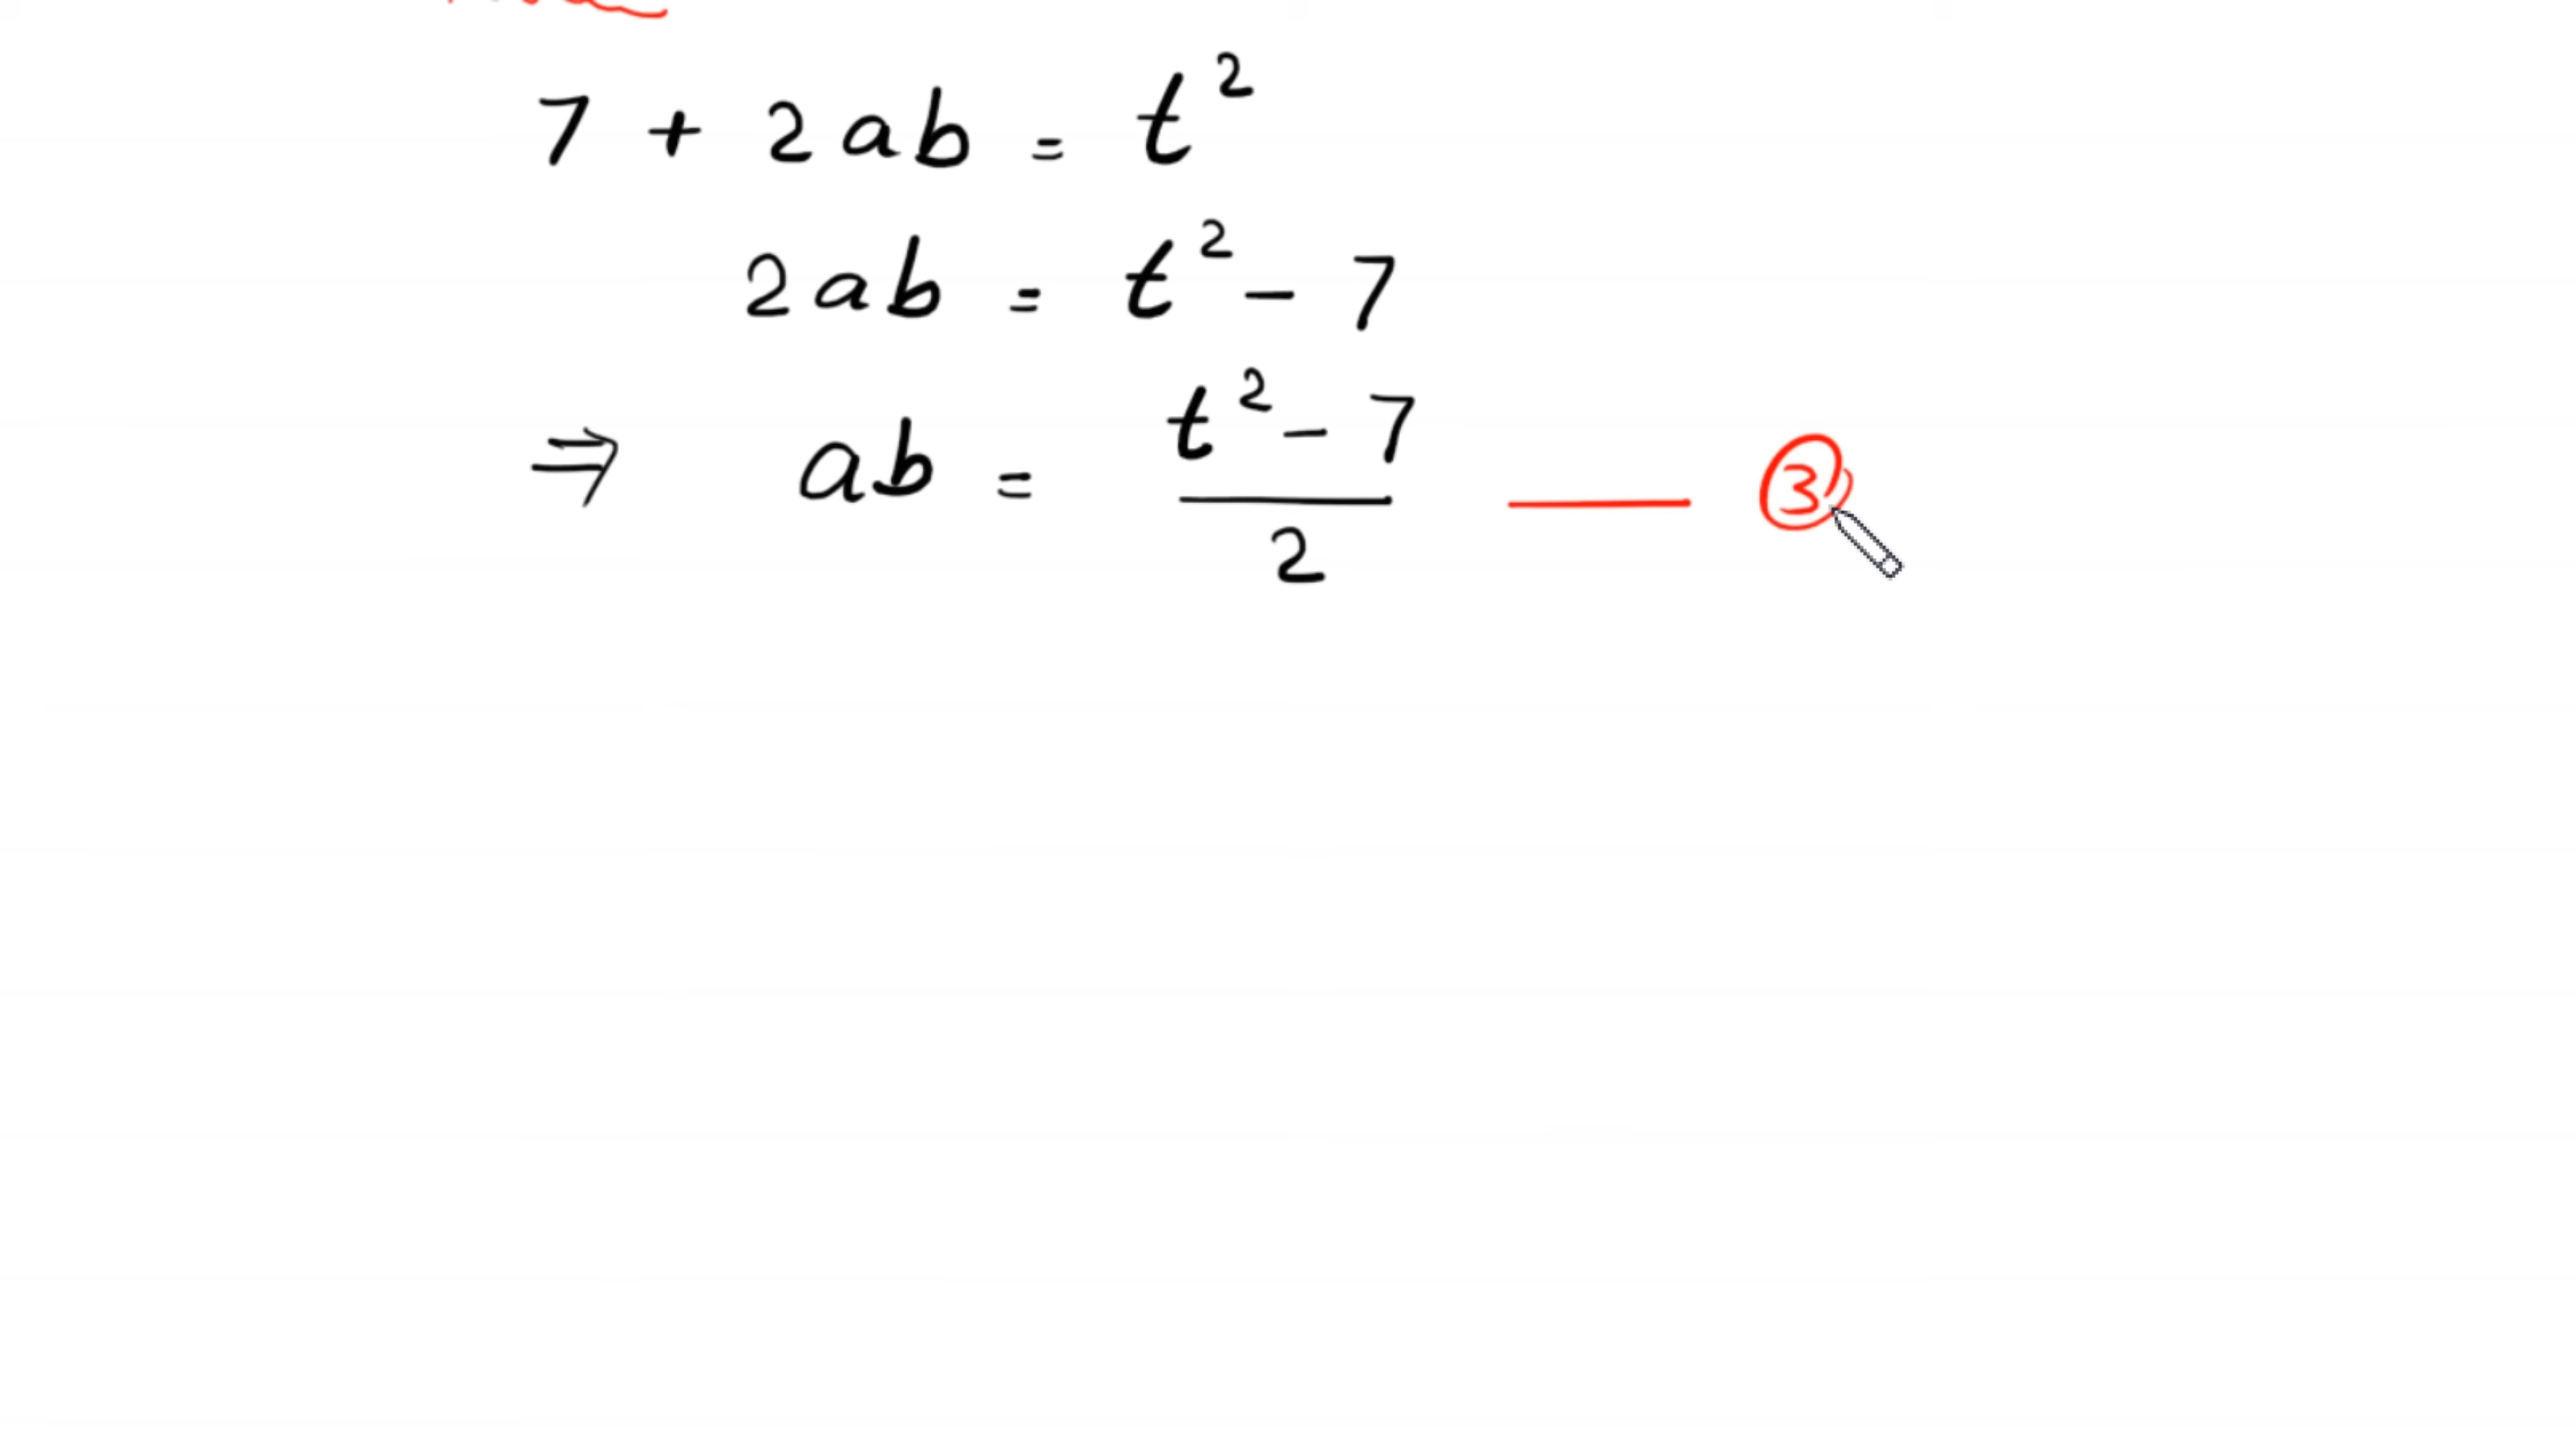 7 + 2ab = t²
2ab = t² - 7
⇒ ab = (t² - 7)/2 —— ③